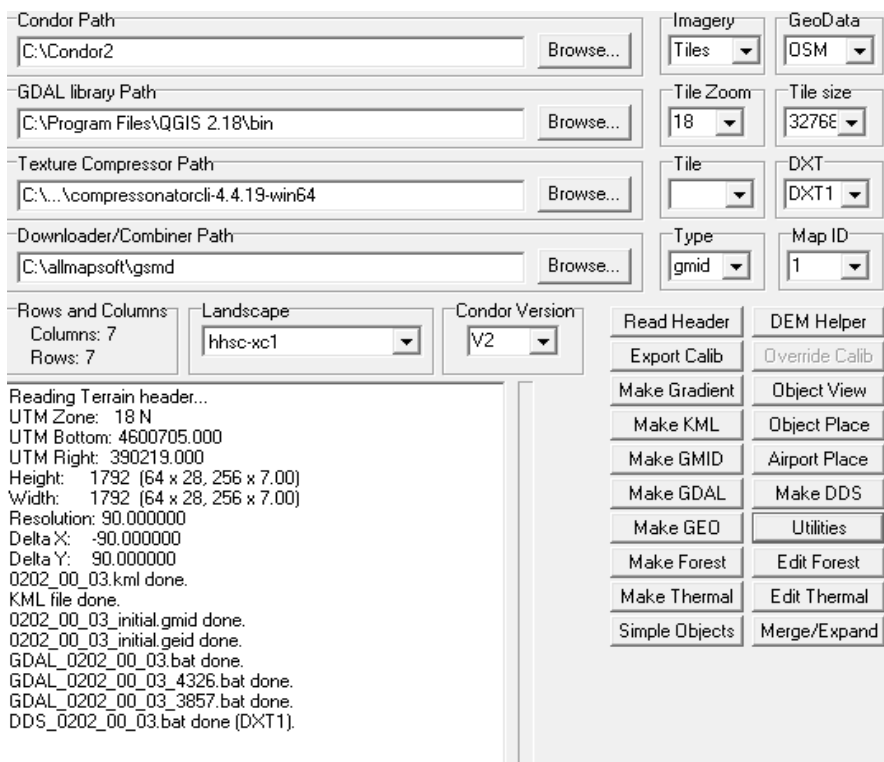 Condor Path
C:\Condor2
Browse...
Imagery
Tiles
GeoData
OSM
GDAL library Path
C:\Program Files\QGIS 2.18\bin
Browse...
Tile Zoom
18
Tile size
32768
Texture Compressor Path
C:\...\compressonatorcli-4.4.19-win64
Browse...
Tile
DXT
DXT1
Downloader/Combiner Path
C:\allmapsoft\gsmd
Browse...
Type
gmid
Map ID
1
Rows and Columns
Columns: 7
Rows: 7
Landscape
hhsc-xc1
Condor Version
V2
Read Header
DEM Helper
Export Calib
Override Calib
Make Gradient
Object View
Make KML
Object Place
Make GMID
Airport Place
Make GDAL
Make DDS
Make GEO
Utilities
Make Forest
Edit Forest
Make Thermal
Edit Thermal
Simple Objects
Merge/Expand
Reading Terrain header...
UTM Zone: 18 N
UTM Bottom: 4600705.000
UTM Right: 390219.000
Height: 1792 (64 x 28, 256 x 7.00)
Width: 1792 (64 x 28, 256 x 7.00)
Resolution: 90.000000
Delta X: -90.000000
Delta Y: 90.000000
0202_00_03.kml done.
KML file done.
0202_00_03_initial.gmid done.
0202_00_03_initial.geid done.
GDAL_0202_00_03.bat done.
GDAL_0202_00_03_4326.bat done.
GDAL_0202_00_03_3857.bat done.
DDS_0202_00_03.bat done (DXT1).